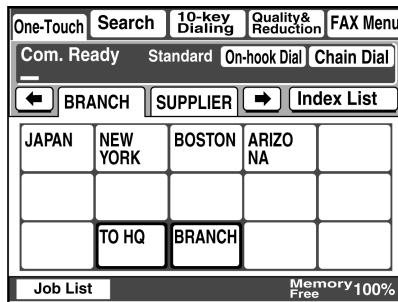 One-Touch Search 10-key Dialing Quality& Reduction FAX Menu
Com. Ready Standard On-hook Dial Chain Dial
BRANCH SUPPLIER Index List
JAPAN NEW YORK BOSTON ARIZO NA
TO HQ BRANCH
Job List Memory Free 100%